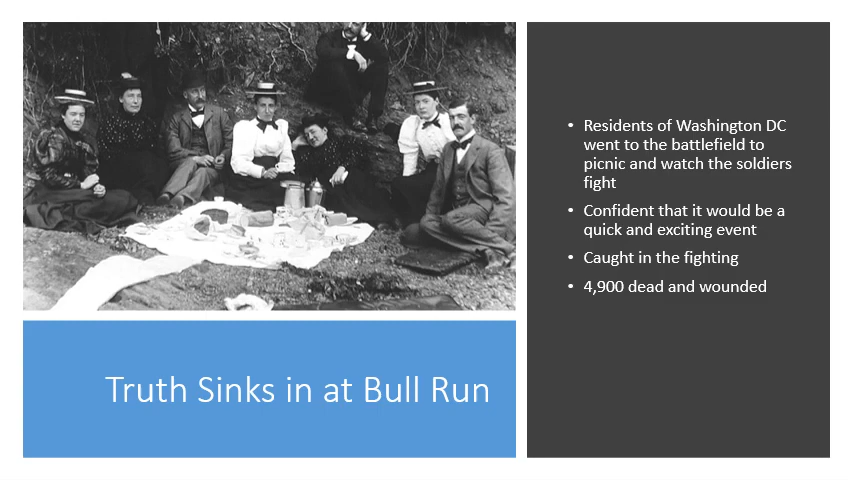 Residents of Washington DC
went to the battlefield to
picnic and watch the soldiers
fight
Confident that it would be a
quick and exciting event
Caught in the fighting
4,900 dead and wounded
Truth Sinks in at Bull Run